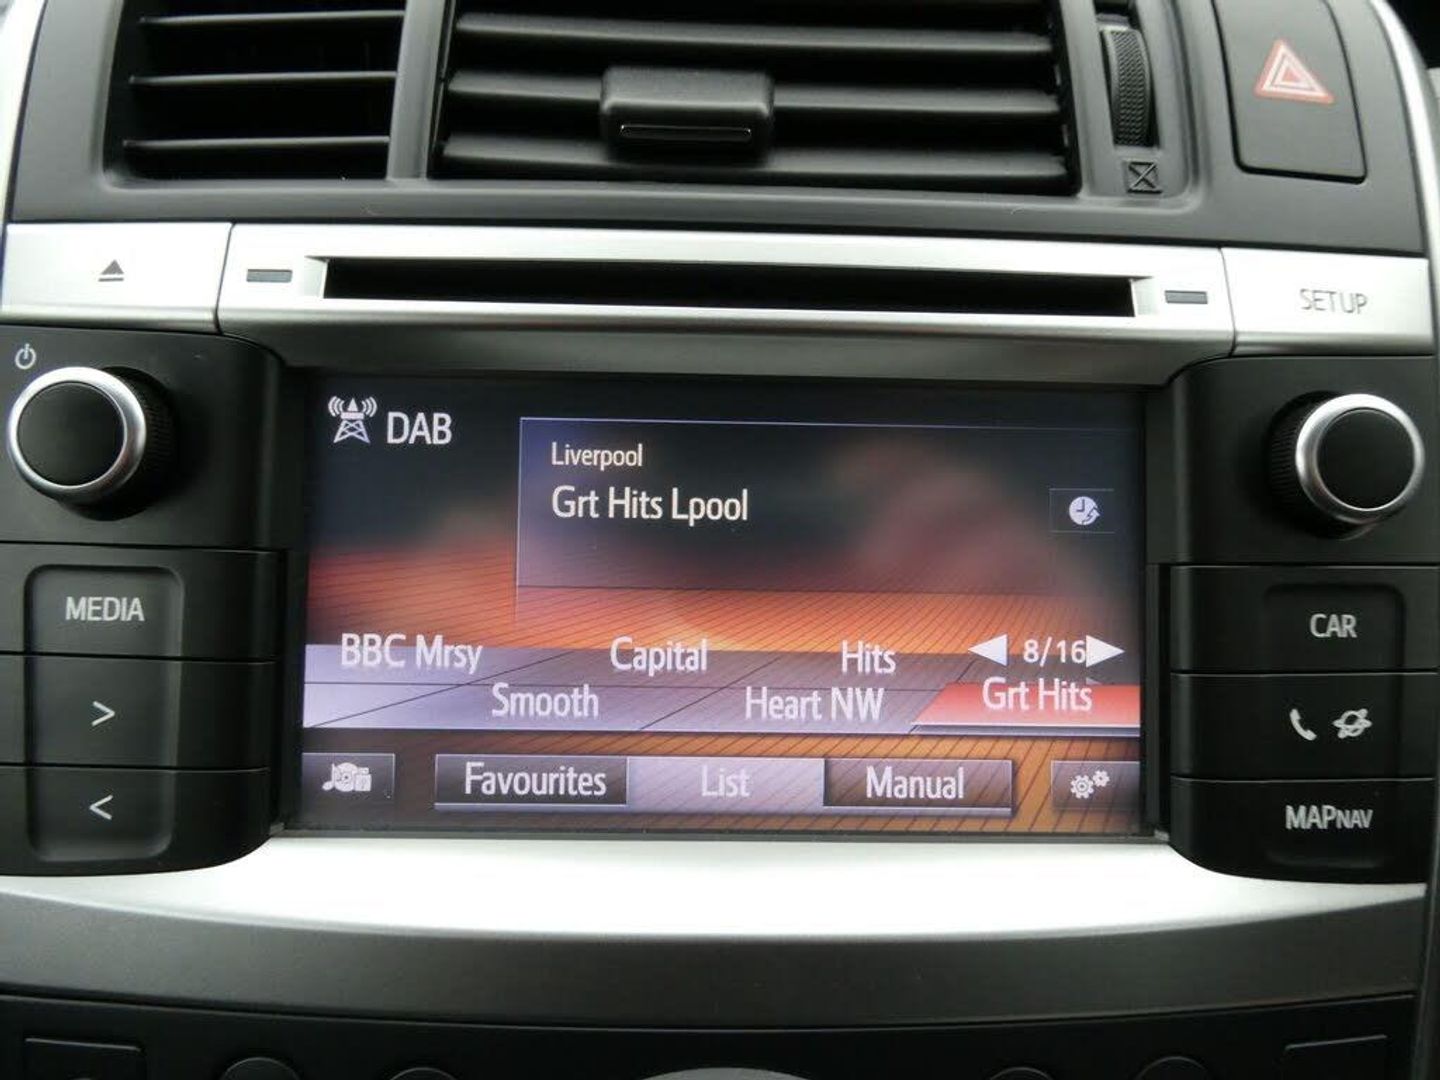 SETUP
DAB
Liverpool
Grt Hits Lpool
MEDIA
CAR
BBC Mrsy Capital Hits 8/16
Smooth Heart NW Grt Hits
>
<
Favourites List Manual
MAPNAV